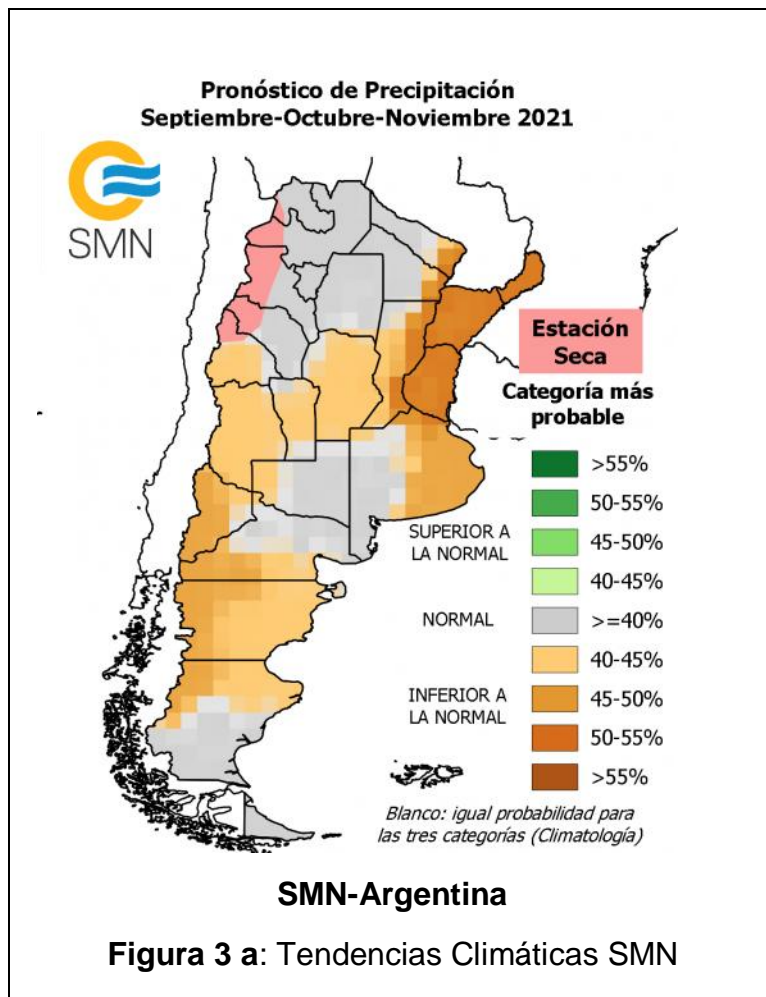 Pronóstico de Precipitación
Septiembre-Octubre-Noviembre 2021
SMN
Estación
Seca
Categoría más
probable
>55%
50-55%
SUPERIOR A
LA NORMAL
45-50%
40-45%
NORMAL
>=40%
40-45%
INFERIOR A
LA NORMAL
45-50%
50-55%
>55%
Blanco: igual probabilidad para
las tres categorías (Climatología)
SMN-Argentina
Figura 3 a: Tendencias Climáticas SMN